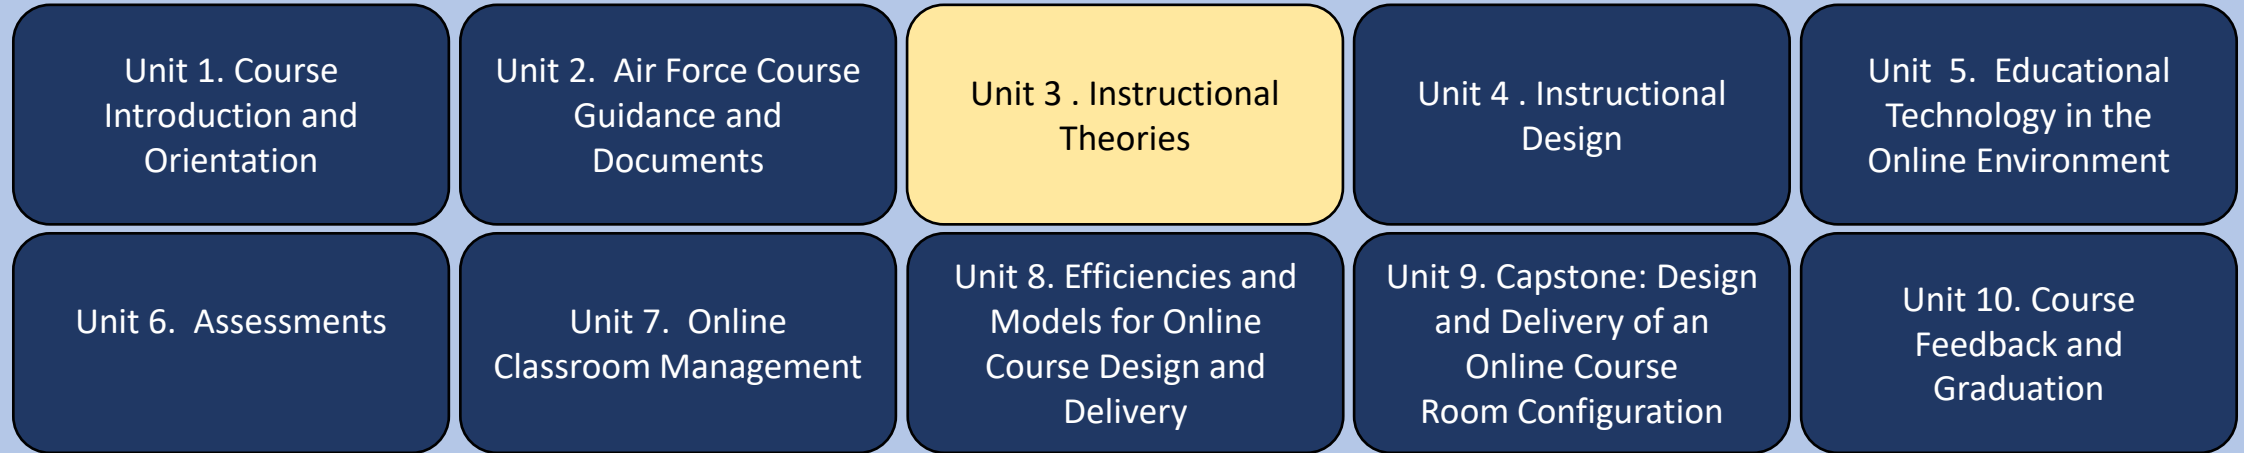 Unit 1. Course
Introduction and
Orientation
Unit 2.  Air Force Course
Guidance and
Documents
Unit 3 . Instructional
Theories
Unit 4 . Instructional
Design
Unit  5.  Educational
Technology in the
Online Environment
Unit 6.  Assessments
Unit 7.  Online
Classroom Management
Unit 8. Efficiencies and
Models for Online
Course Design and
Delivery
Unit 9. Capstone: Design
and Delivery of an
Online Course
Room Configuration
Unit 10. Course
Feedback and
Graduation